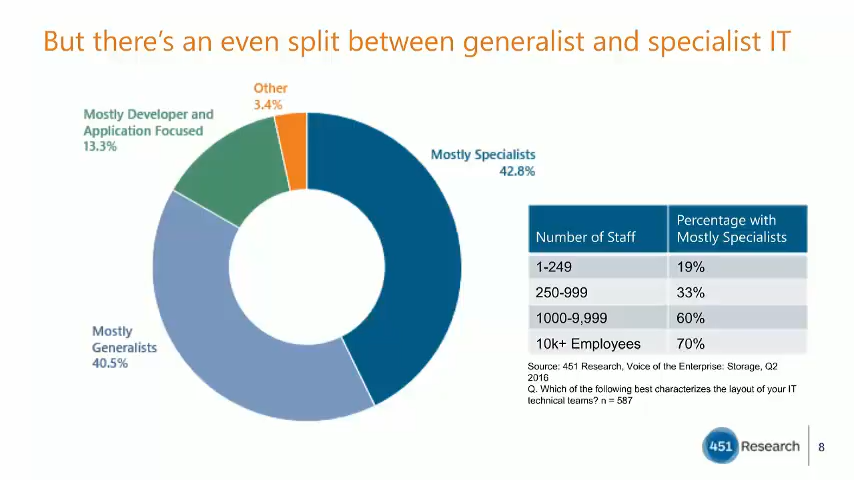 But there's an even split between generalist and specialist IT
Other
3.4%
Mostly Developer and
Application Focused
13.3%
Mostly Specialists
42.8%
Mostly
Generalists
40.5%
Number of Staff
Percentage with
Mostly Specialists
1-249 19%
250-999 33%
1000-9,999 60%
10k+ Employees 70%
Source: 451 Research, Voice of the Enterprise: Storage, Q2
2016
Q. Which of the following best characterizes the layout of your IT
technical teams? n = 587
451 Research
8